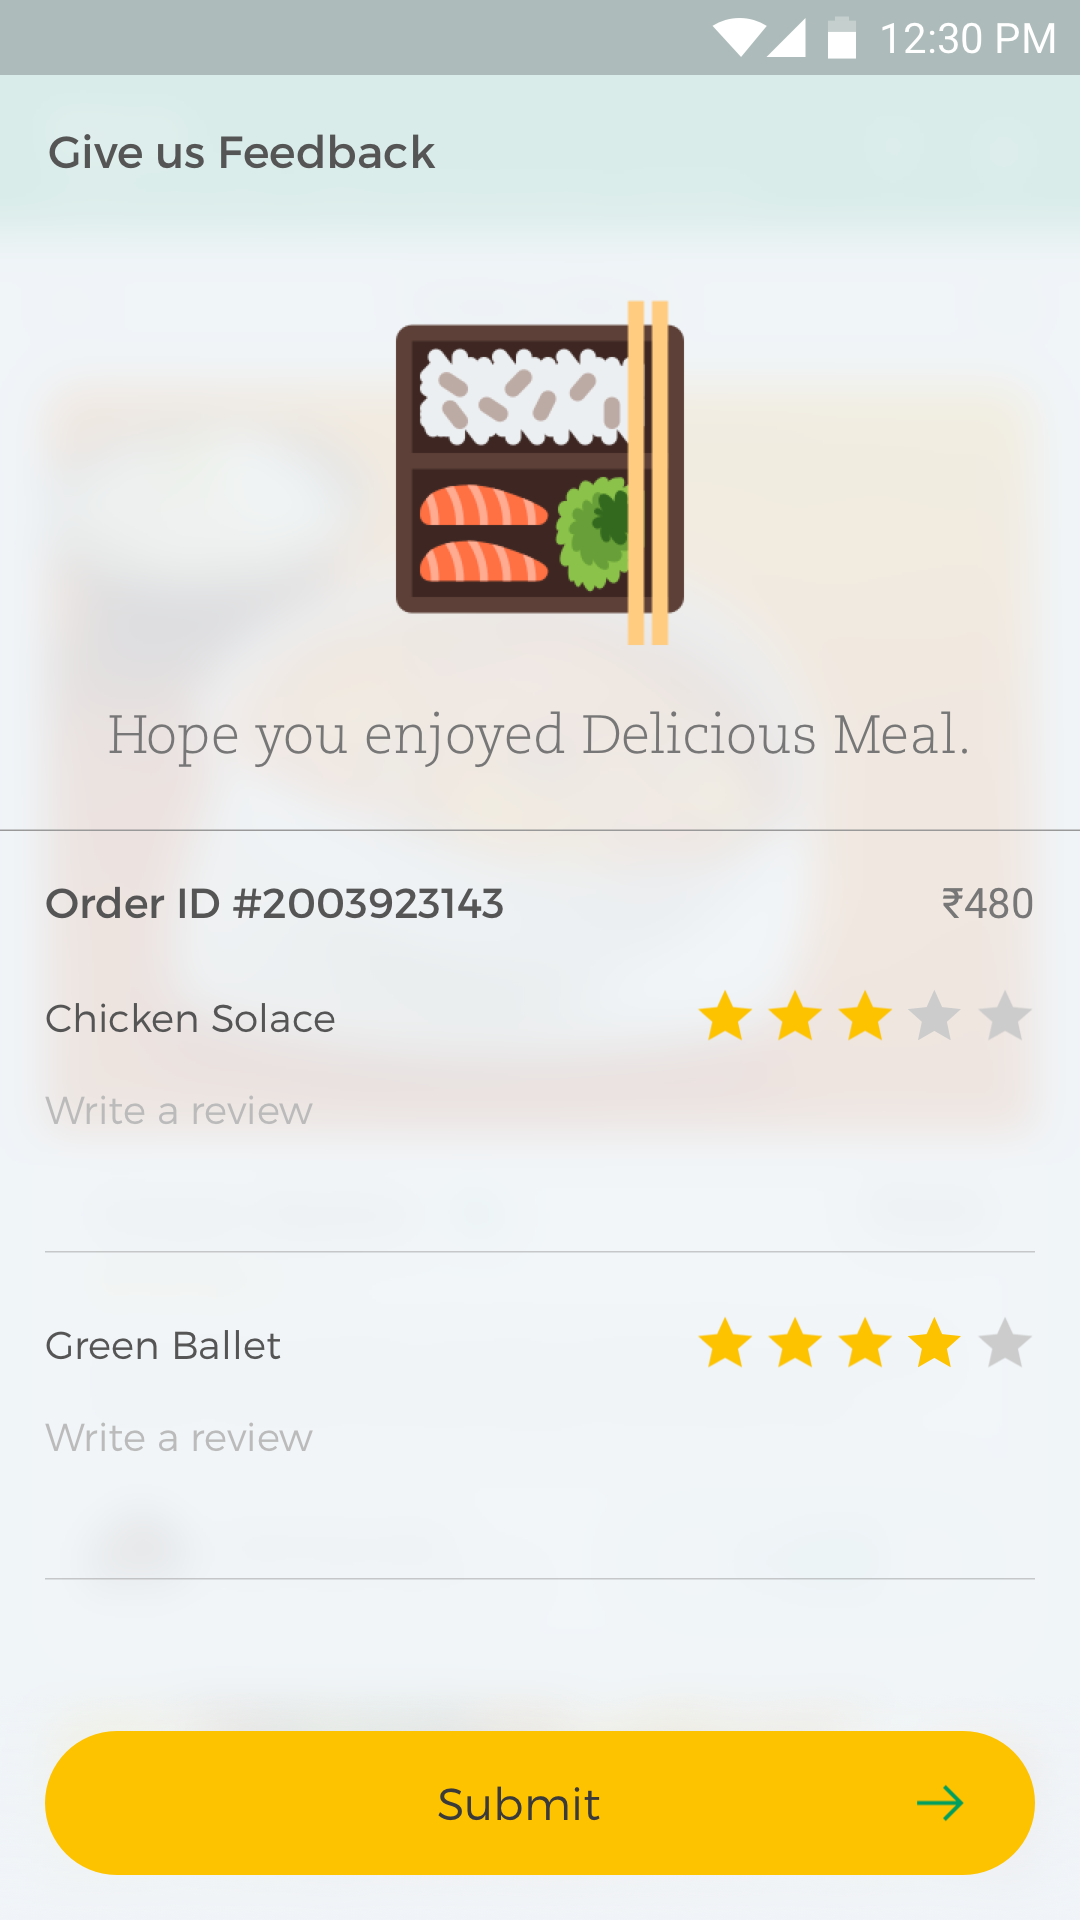 12:30 PM
Give us Feedback
Hope you enjoyed Delicious Meal.
Order ID #2003923143
₹480
Chicken Solace
Write a review
Green Ballet
Write a review
Submit